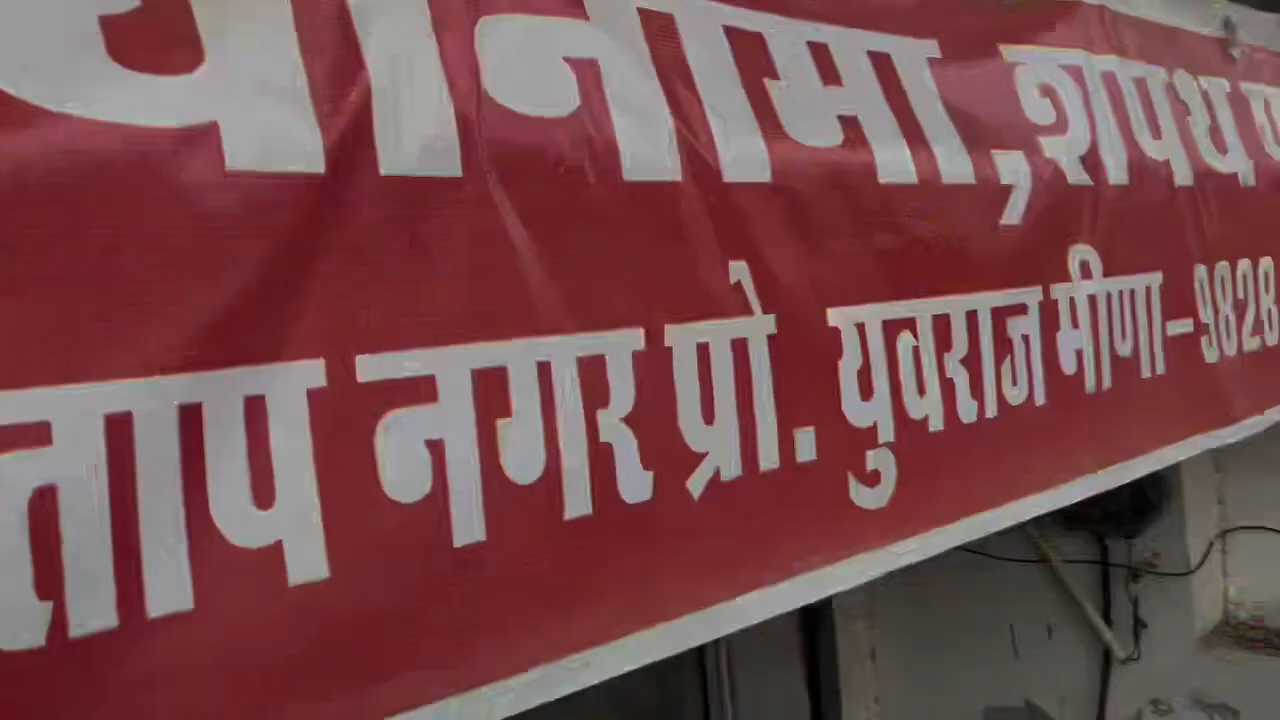 नामा, शपथ
ताप नगर प्रो. युवराज मीणा-9828